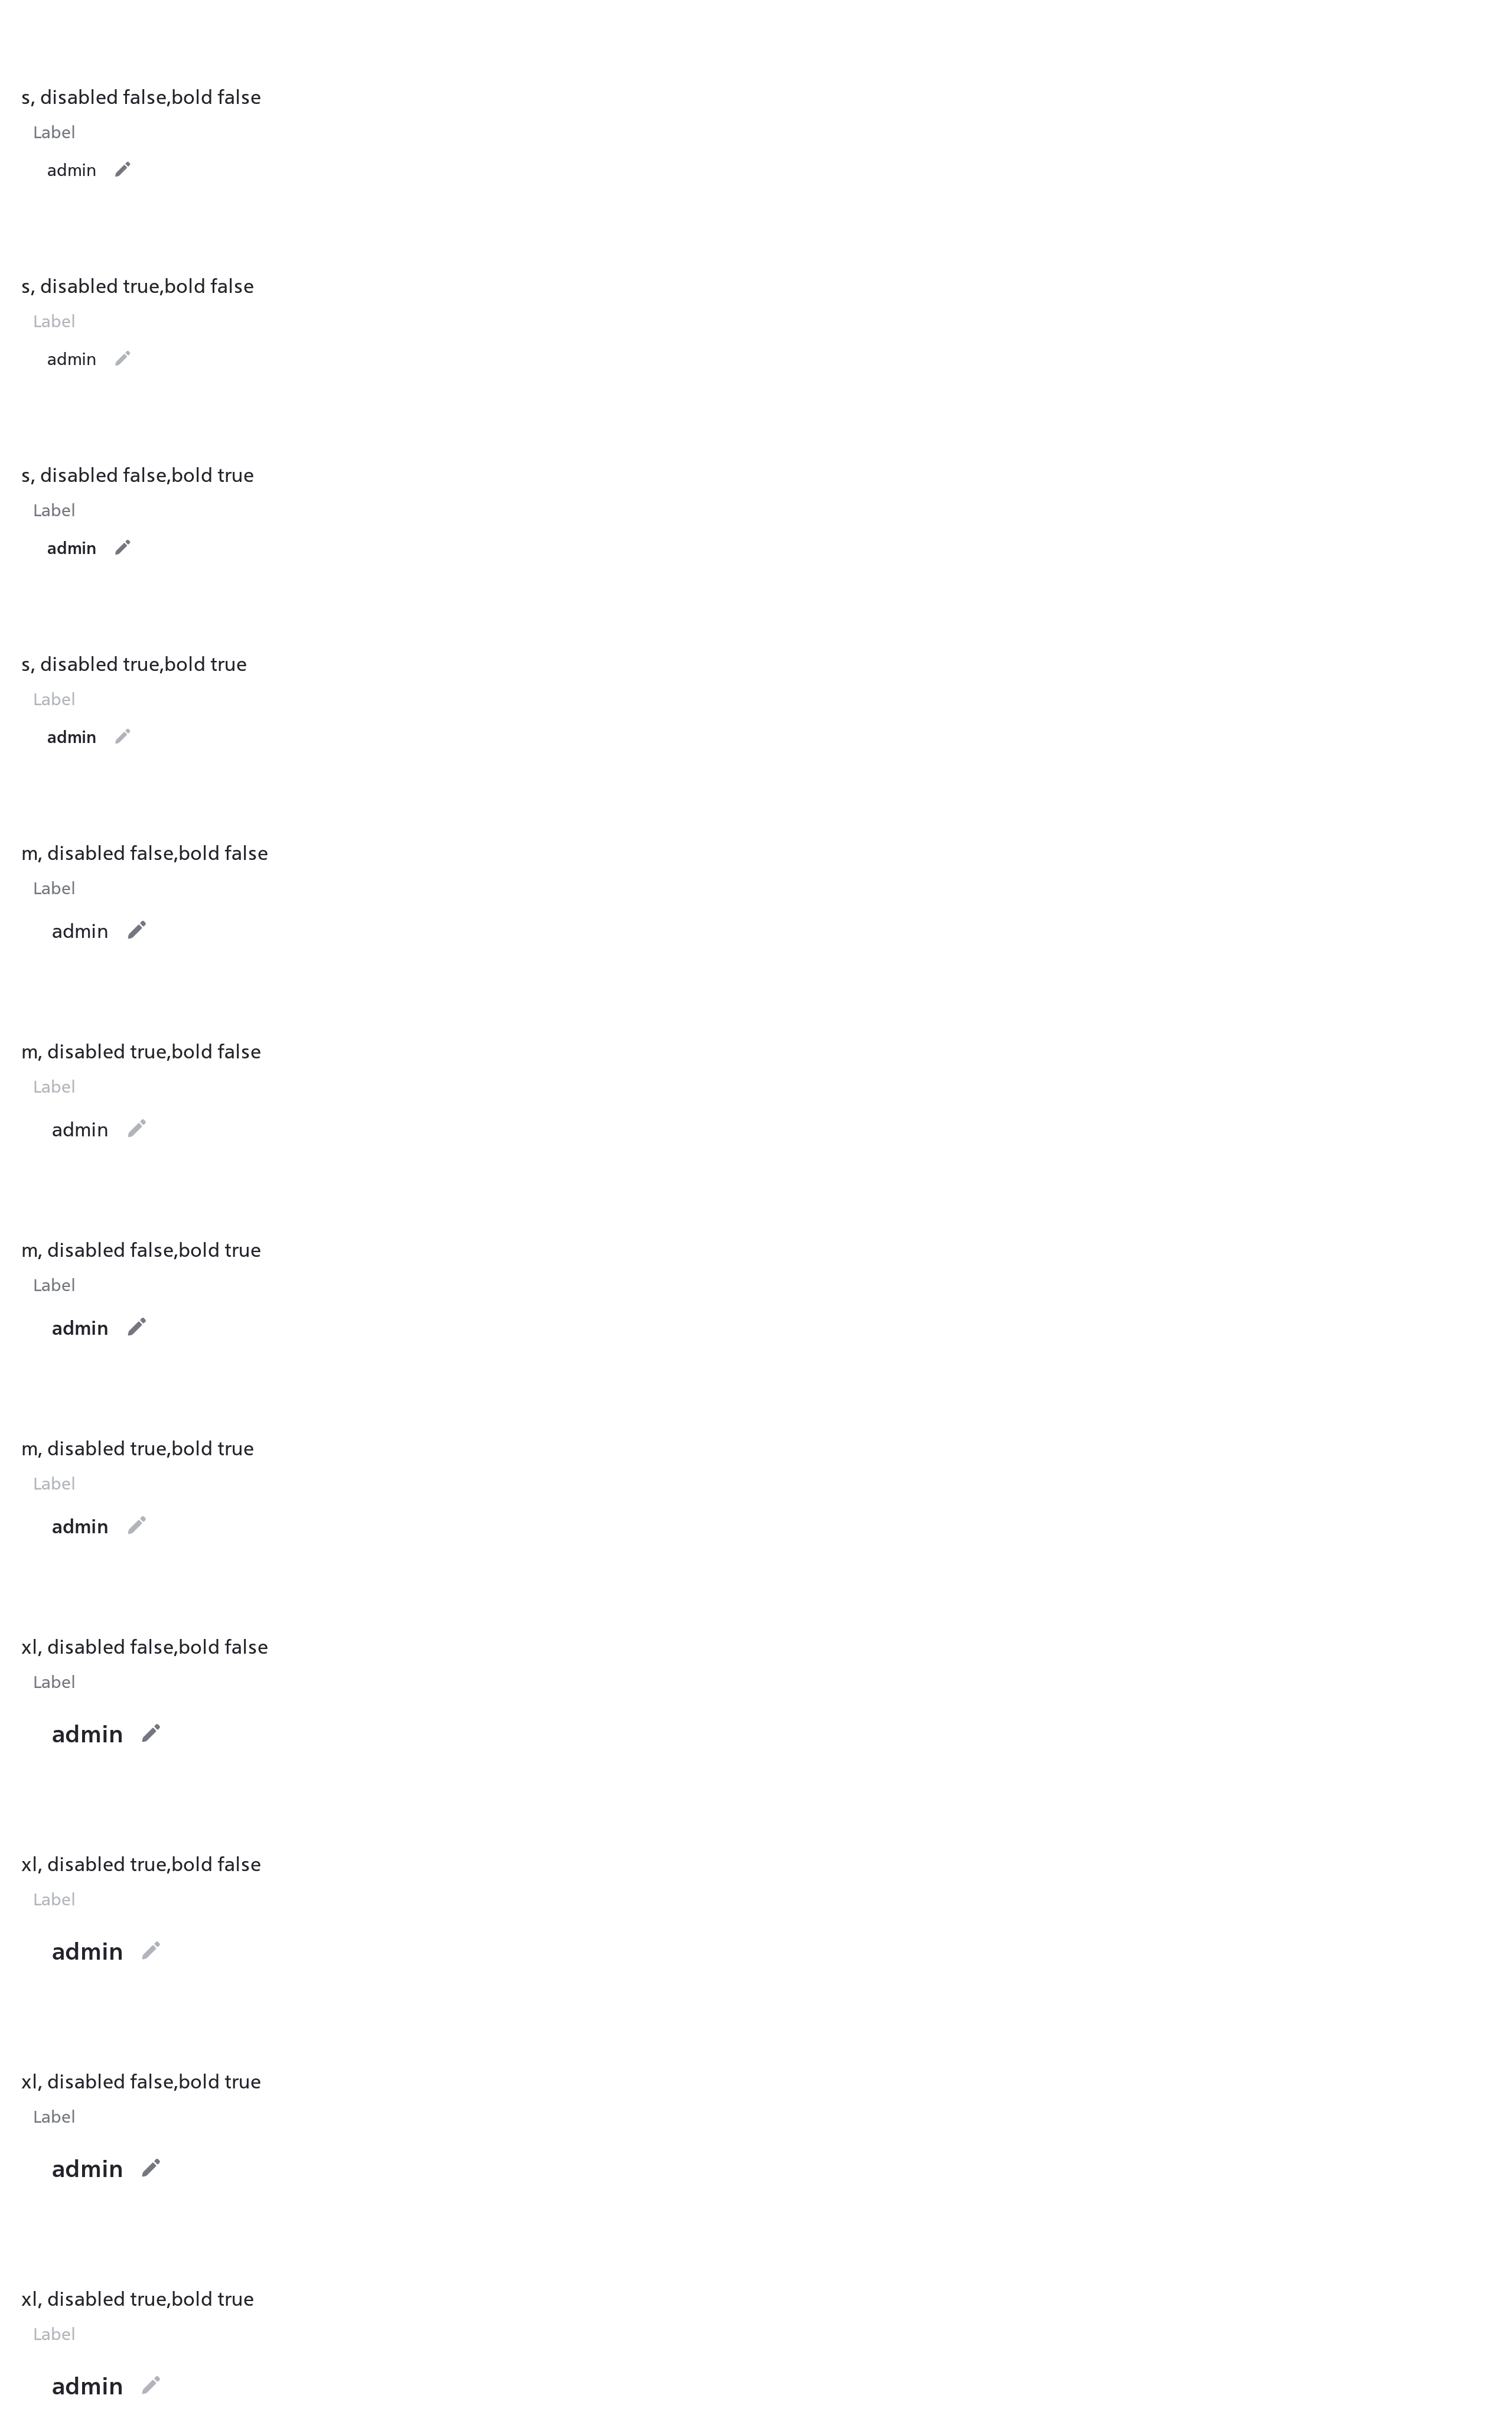 s, disabled false,bold false
Label
admin
s, disabled true,bold false
Label
admin
s, disabled false,bold true
Label
admin
s, disabled true,bold true
Label
admin
m, disabled false,bold false
Label
admin
m, disabled true,bold false
Label
admin
m, disabled false,bold true
Label
admin
m, disabled true,bold true
Label
admin
xl, disabled false,bold false
Label
admin
xl, disabled true,bold false
Label
admin
xl, disabled false,bold true
Label
admin
xl, disabled true,bold true
Label
admin